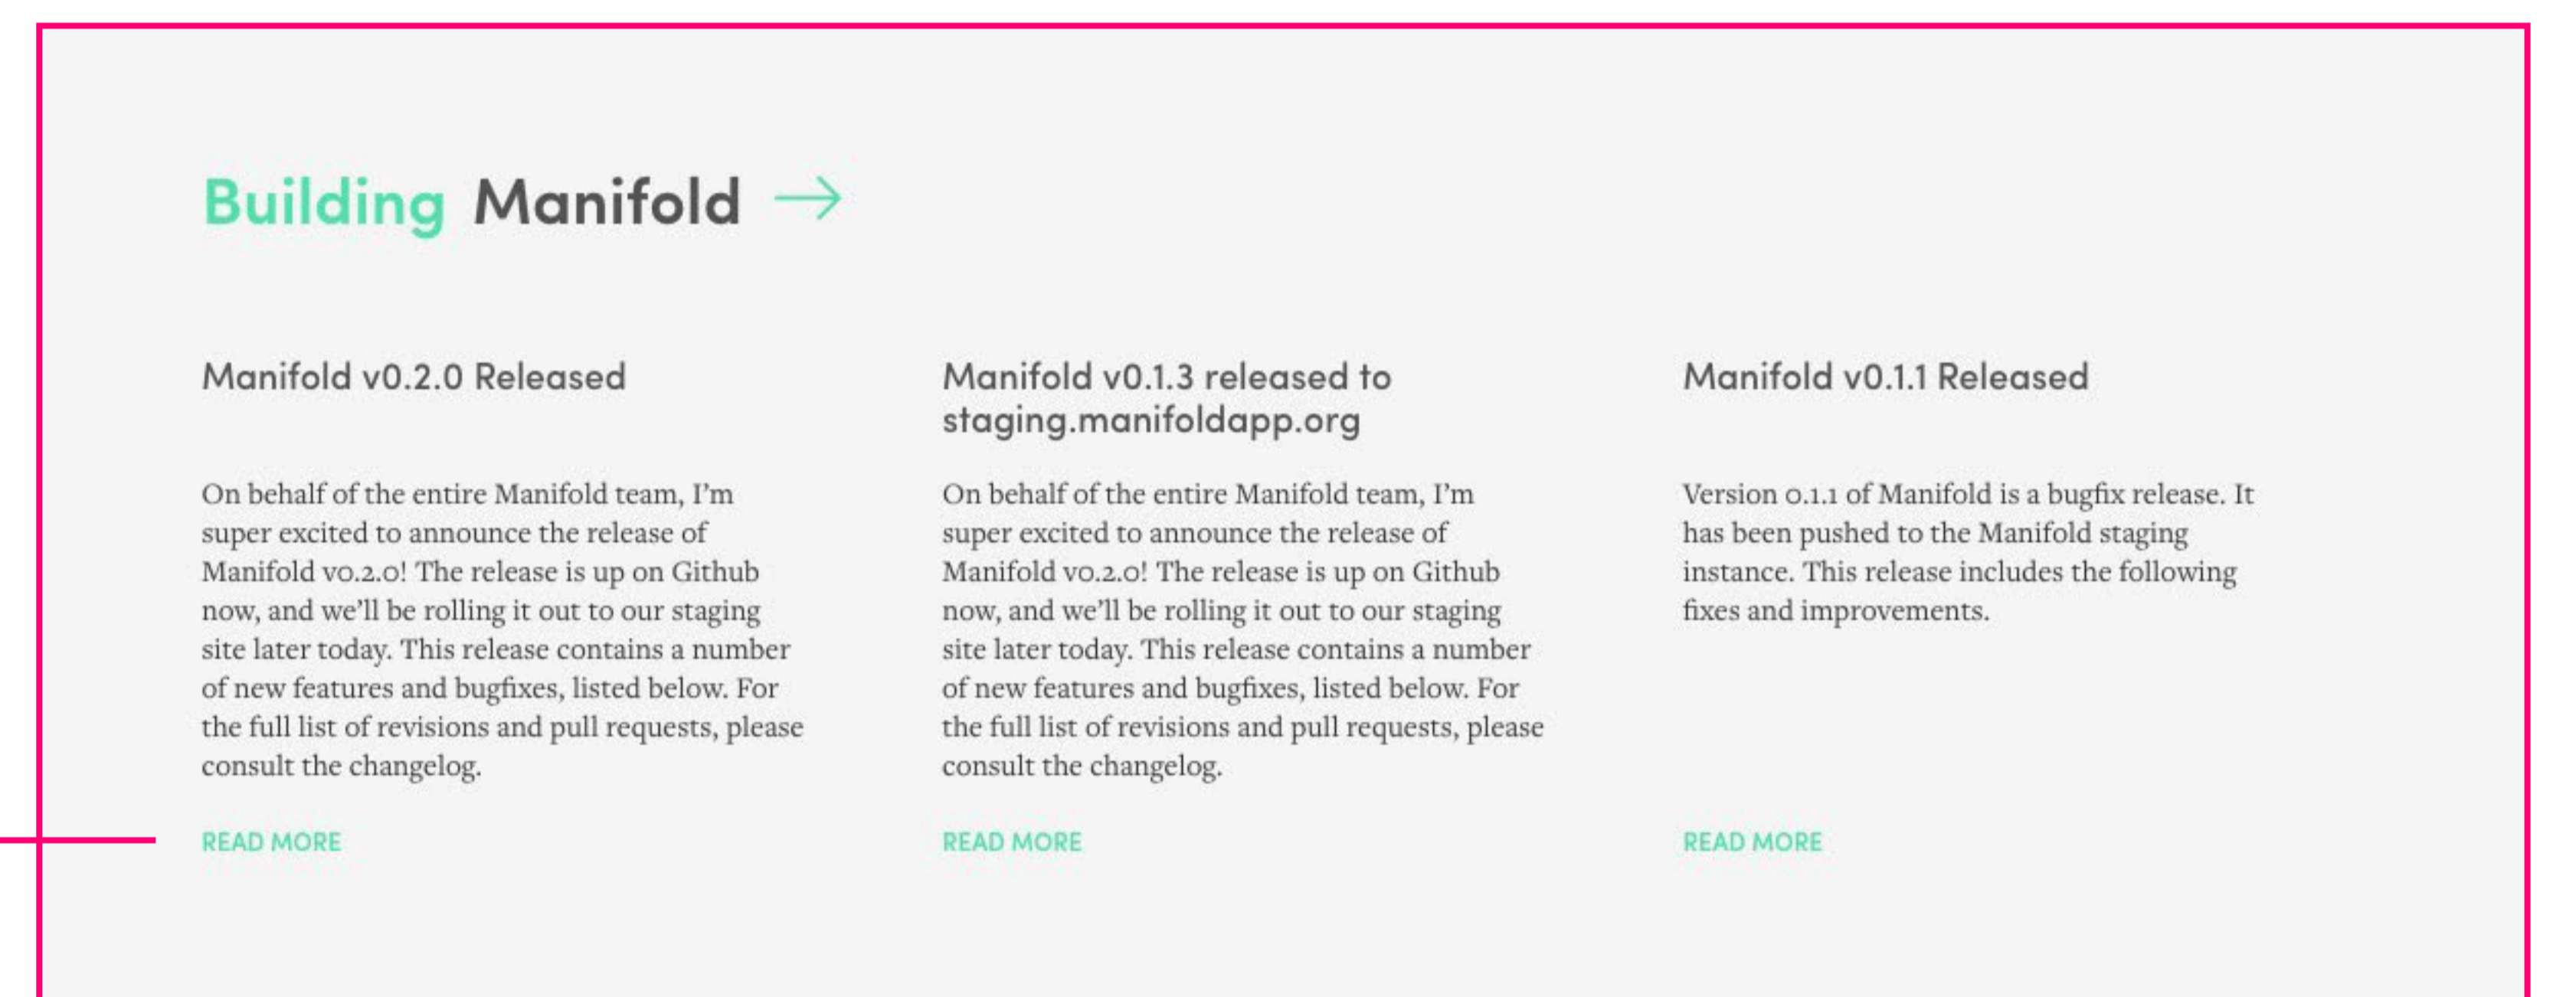 Building Manifold →
Manifold v0.2.0 Released
On behalf of the entire Manifold team, I’m
super excited to announce the release of
Manifold v0.2.0! The release is up on Github
now, and we’ll be rolling it out to our staging
site later today. This release contains a number
of new features and bugfixes, listed below. For
the full list of revisions and pull requests, please
consult the changelog.
READ MORE
Manifold v0.1.3 released to
staging.manifoldapp.org
On behalf of the entire Manifold team, I’m
super excited to announce the release of
Manifold v0.2.0! The release is up on Github
now, and we’ll be rolling it out to our staging
site later today. This release contains a number
of new features and bugfixes, listed below. For
the full list of revisions and pull requests, please
consult the changelog.
READ MORE
Manifold v0.1.1 Released
Version 0.1.1 of Manifold is a bugfix release. It
has been pushed to the Manifold staging
instance. This release includes the following
fixes and improvements.
READ MORE